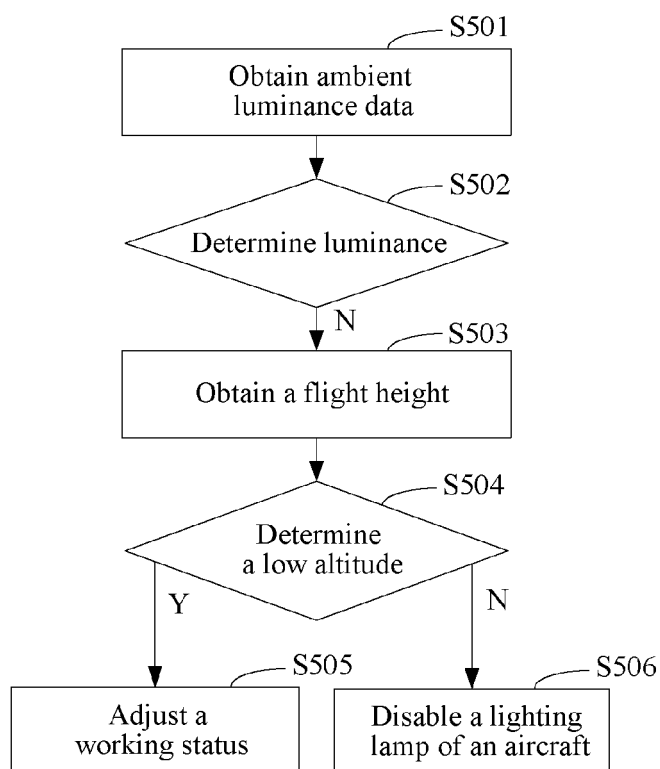 S501
Obtain ambient
luminance data
S502
Determine luminance
N
S503
Obtain a flight height
S504
Determine
a low altitude
Y
N
S505
Adjust a
working status
S506
Disable a lighting
lamp of an aircraft